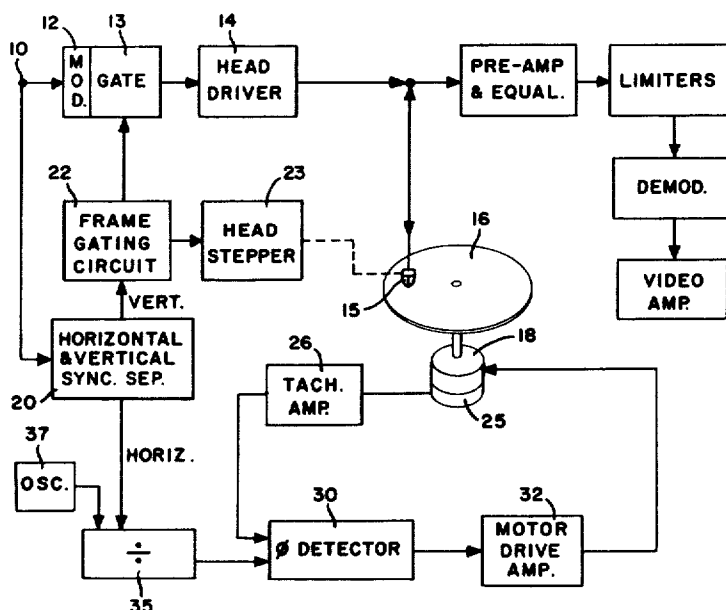 12
13
14
10
MOD.
GATE
HEAD
DRIVER
PRE-AMP
& EQUAL.
LIMITERS
22
23
FRAME
GATING
CIRCUIT
HEAD
STEPPER
16
DEMOD.
15
VERT.
VIDEO
AMP.
HORIZONTAL
&VERTICAL
SYNC. SEP.
20
26
TACH.
AMP.
18
25
37
HORIZ.
OSC.
30
32
÷
ø DETECTOR
MOTOR
DRIVE
AMP.
35